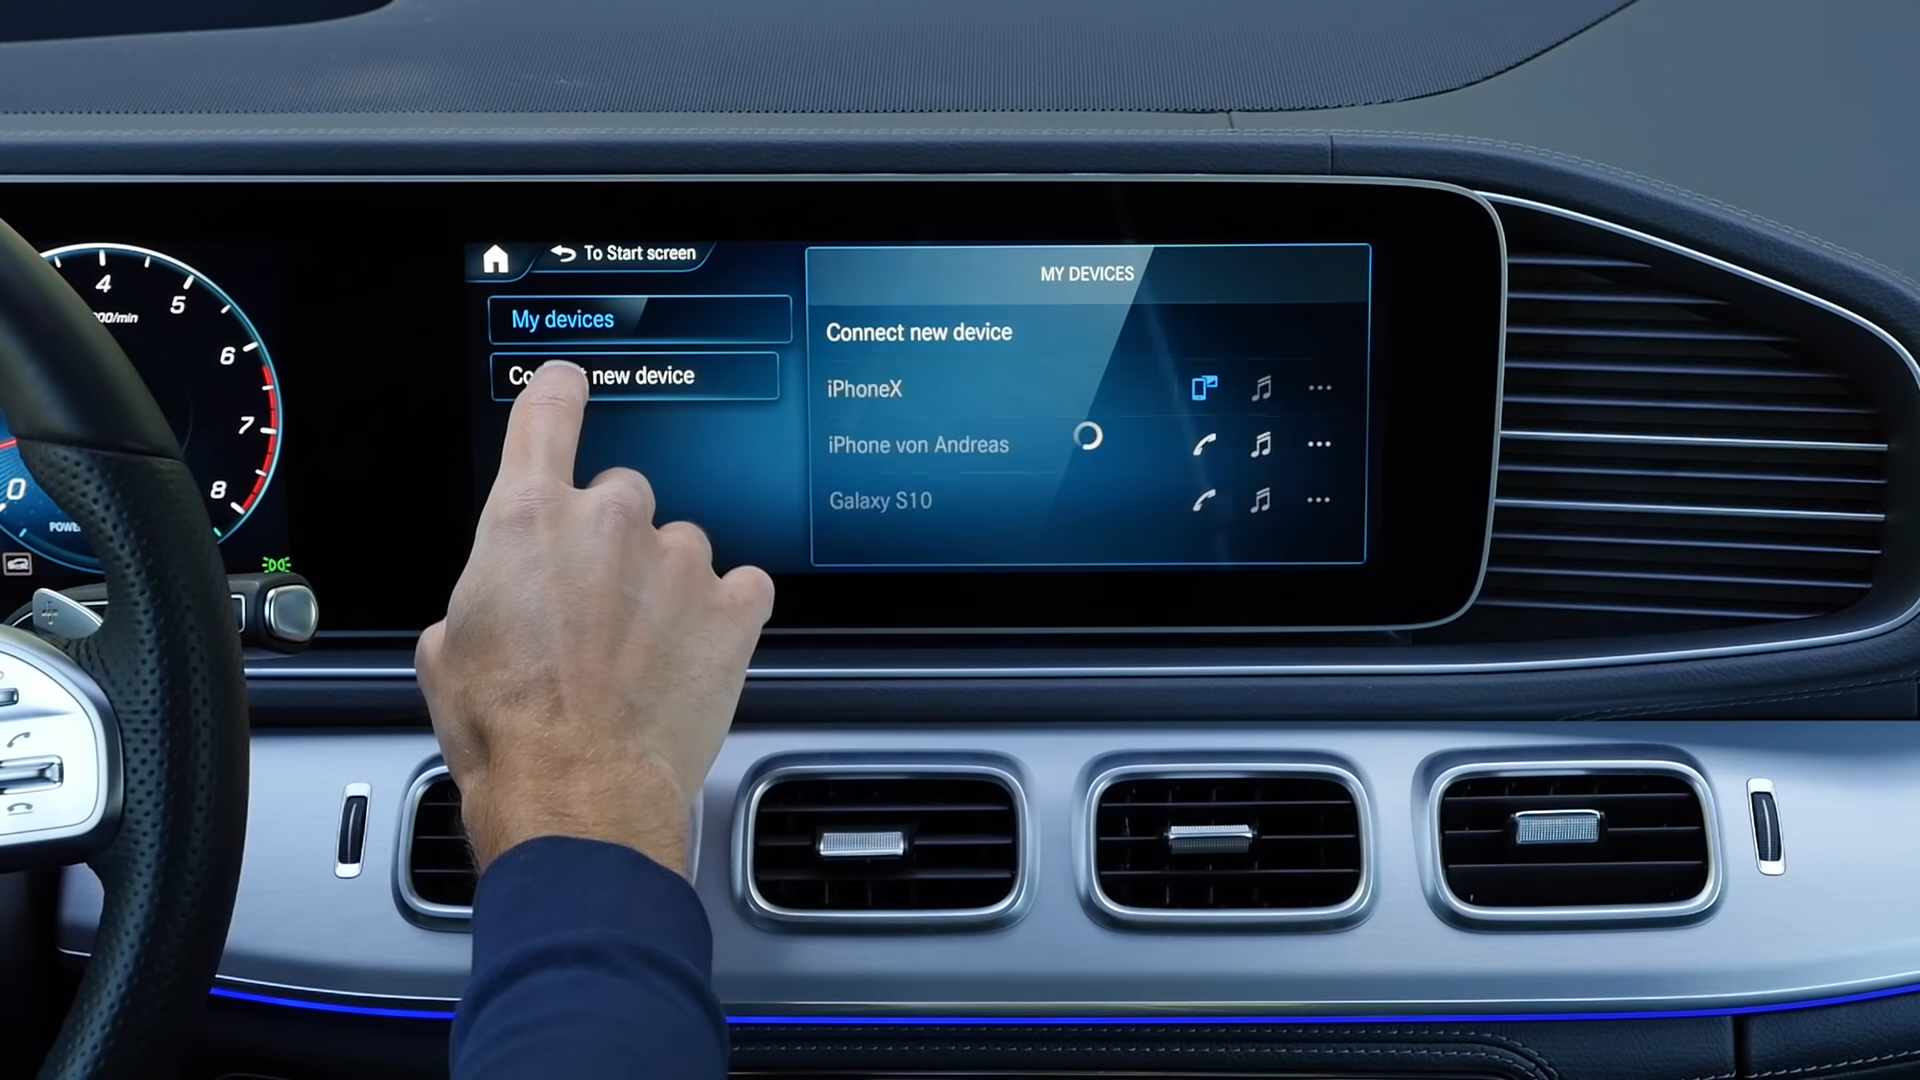 To Start screen
My devices
new device
MY DEVICES
Connect new device
iPhoneX
iPhone von Andreas
Galaxy S10
4
5
6
7
8
0